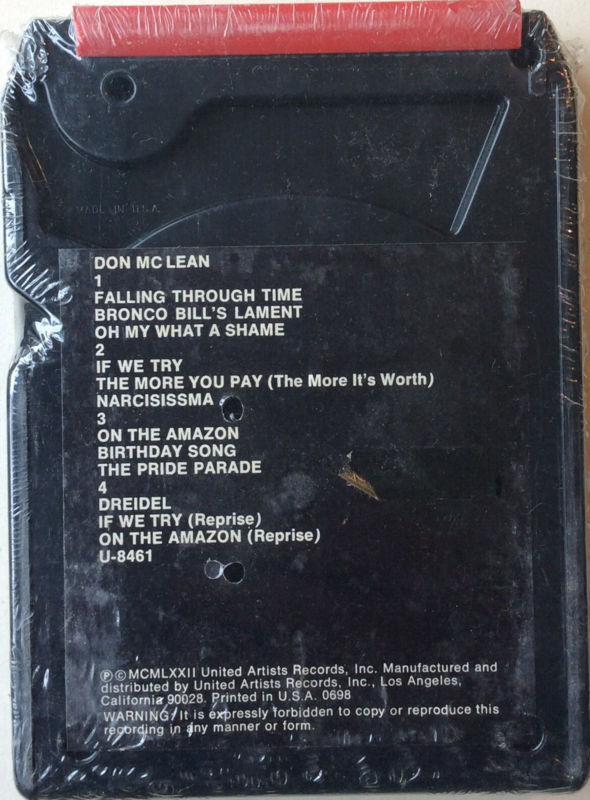 MADE IN U.S.A.
DON MC LEAN
1
FALLING THROUGH TIME
BRONCO BILL'S LAMENT
OH MY WHAT A SHAME
2
IF WE TRY
THE MORE YOU PAY (The More It's Worth)
NARCISISSMA
3
ON THE AMAZON
BIRTHDAY SONG
THE PRIDE PARADE
4
DREIDEL
IF WE TRY (Reprise)
ON THE AMAZON (Reprise)
U-8461
Ⓟ©MCMLXXII United Artists Records, Inc. Manufactured and
distributed by United Artists Records, Inc., Los Angeles,
California 90028. Printed in U.S.A. 0698
WARNING: It is expressly forbidden to copy or reproduce this
recording in any manner or form.